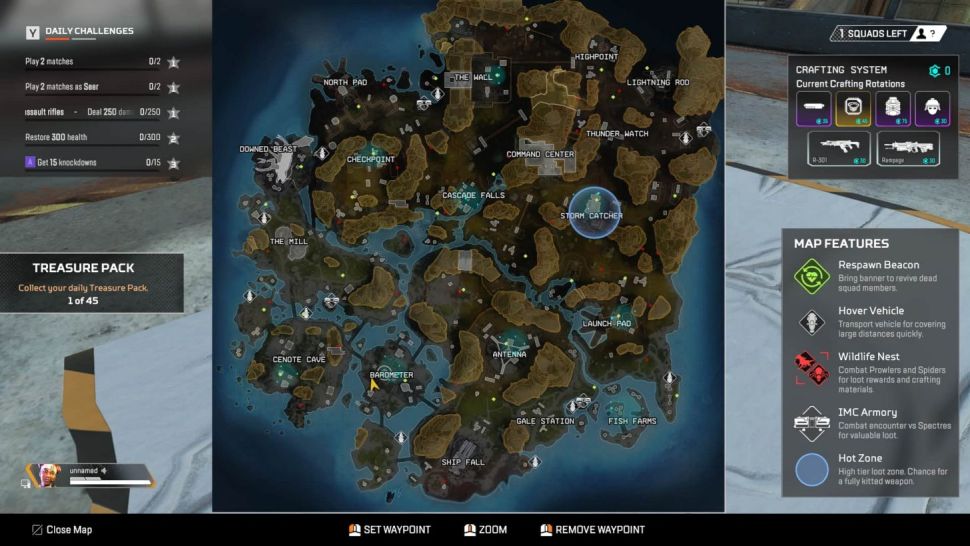 Y DAILY CHALLENGES
Play 2 matches 0/2
Play 2 matches as Seer 0/2
ssault rifles - Deal 250 dam 0/250
Restore 300 health 0/300
A Get 15 knockdowns 0/15
TREASURE PACK
Collect your daily Treasure Pack.
1 of 45
unnamed
NORTH PAD
THE WALL
HIGHPOINT
LIGHTNING ROD
DOWNED BEAST
CHECKPOINT
COMMAND CENTER
THUNDER WATCH
CASCADE FALLS
STORM CATCHER
THE MILL
LAUNCH PAD
CENOTE CAVE
ANTENNA
BAROMETER
GALE STATION
FISH FARMS
SHIP FALL
1 SQUADS LEFT ?
CRAFTING SYSTEM 0
Current Crafting Rotations
35 45 75 30
R-301 30 Rampage 30
MAP FEATURES
Respawn Beacon
Bring banner to revive dead
squad members.
Hover Vehicle
Transport vehicle for covering
large distances quickly.
Wildlife Nest
Combat Prowlers and Spiders
for loot rewards and crafting
materials.
IMC Armory
Combat encounter vs Spectres
for valuable loot.
Hot Zone
High tier loot zone. Chance for
a fully kitted weapon.
Close Map
SET WAYPOINT ZOOM REMOVE WAYPOINT